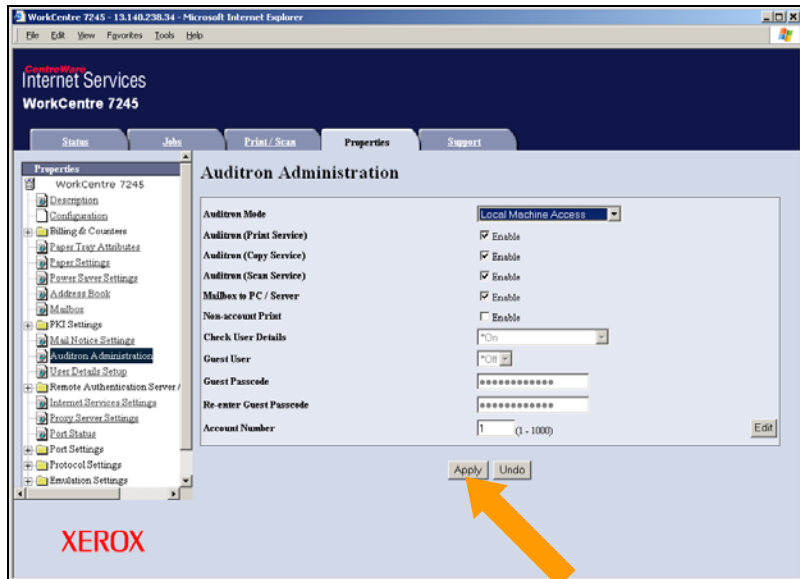 WorkCentre 7245 - 13.140.238.34 - Microsoft Internet Explorer
File Edit View Favorites Tools Help
CentreWare
Internet Services
WorkCentre 7245
Status Jobs Print / Scan Properties Support
Properties
WorkCentre 7245
Description
Configuration
Billing & Counters
Paper Tray Attributes
Paper Settings
Power Saver Settings
Address Book
Mailbox
PKI Settings
Mail Notice Settings
Auditron Administration
User Details Setup
Remote Authentication Server /
Internet Services Settings
Proxy Server Settings
Port Status
Port Settings
Protocol Settings
Emulation Settings
Auditron Administration
Auditron Mode Local Machine Access
Auditron (Print Service) Enable
Auditron (Copy Service) Enable
Auditron (Scan Service) Enable
Mailbox to PC / Server Enable
Non-account Print Enable
Check User Details *On
Guest User *Off
Guest Passcode
Re-enter Guest Passcode
Account Number 1 (1 - 1000) Edit
Apply Undo
XEROX